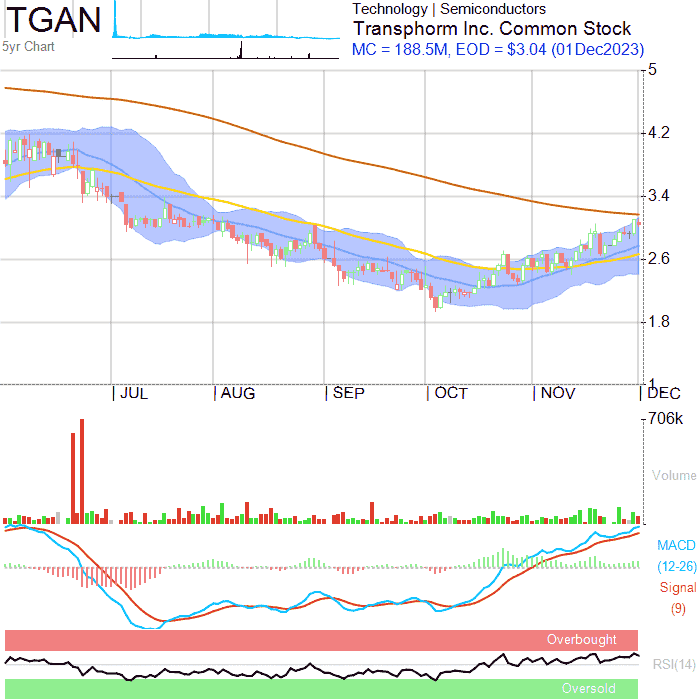 TGAN
5yr Chart
Technology | Semiconductors
Transphorm Inc. Common Stock
MC = 188.5M, EOD = $3.04 (01Dec2023)
5
4.2
3.4
2.6
1.8
1
JUL
AUG
SEP
OCT
NOV
DEC
706k
Volume
MACD
(12-26)
Signal
(9)
Overbought
RSI(14)
Oversold